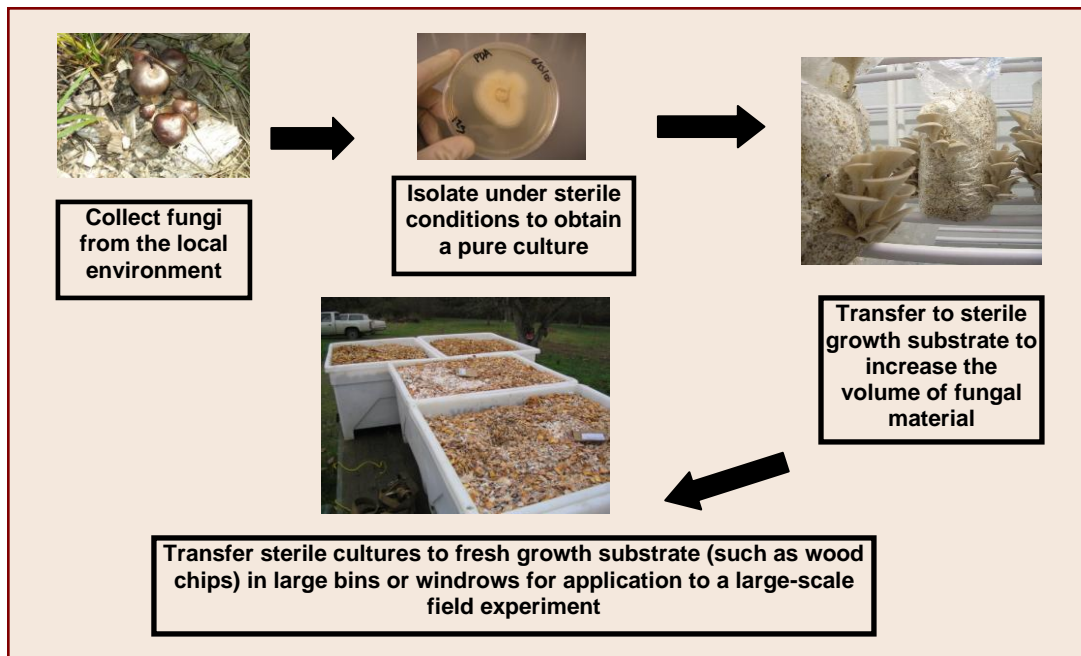 PDA
Collect fungi
from the local
environment
Isolate under sterile
conditions to obtain
a pure culture
Transfer to sterile
growth substrate to
increase the
volume of fungal
material
Transfer sterile cultures to fresh growth substrate (such as wood
chips) in large bins or windrows for application to a large-scale
field experiment